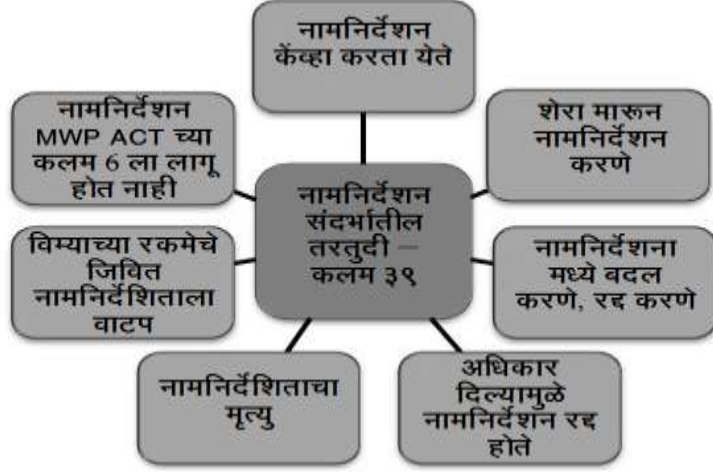 नामनिर्देशन
केंव्हा करता येते
शेरा मारून
नामनिर्देशन
करणे
नामनिर्देशना
मध्ये बदल
करणे, रद्द करणे
अधिकार
दिल्यामुळे
नामनिर्देशन रद्द
होते
नामनिर्देशिताचा
मृत्यु
विम्याच्या रकमेचे
जिवित
नामनिर्देशिताला
वाटप
नामनिर्देशन
MWP ACT च्या
कलम 6 ला लागू
होत नाही
नामनिर्देशन
संदर्भातील
तरतुदी –
कलम ३९